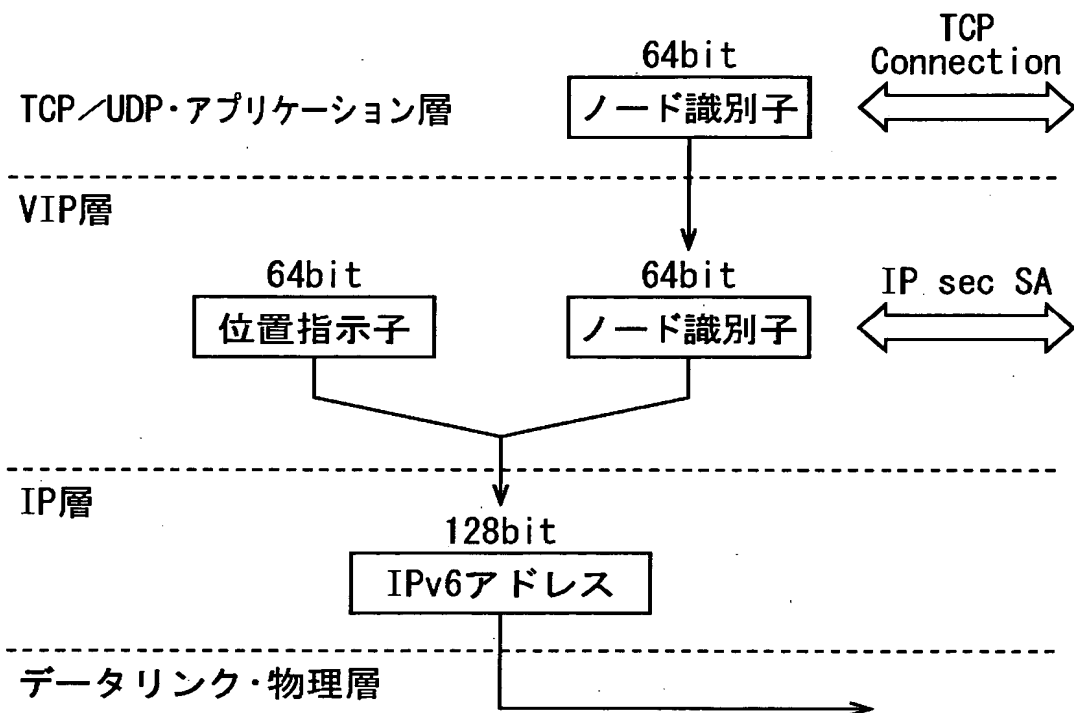 TCP
Connection
64bit
TCP/UDP・アプリケーション層
ノード識別子
VIP層
64bit
64bit
IP sec SA
位置指示子
ノード識別子
IP層
128bit
IPv6アドレス
データリンク・物理層